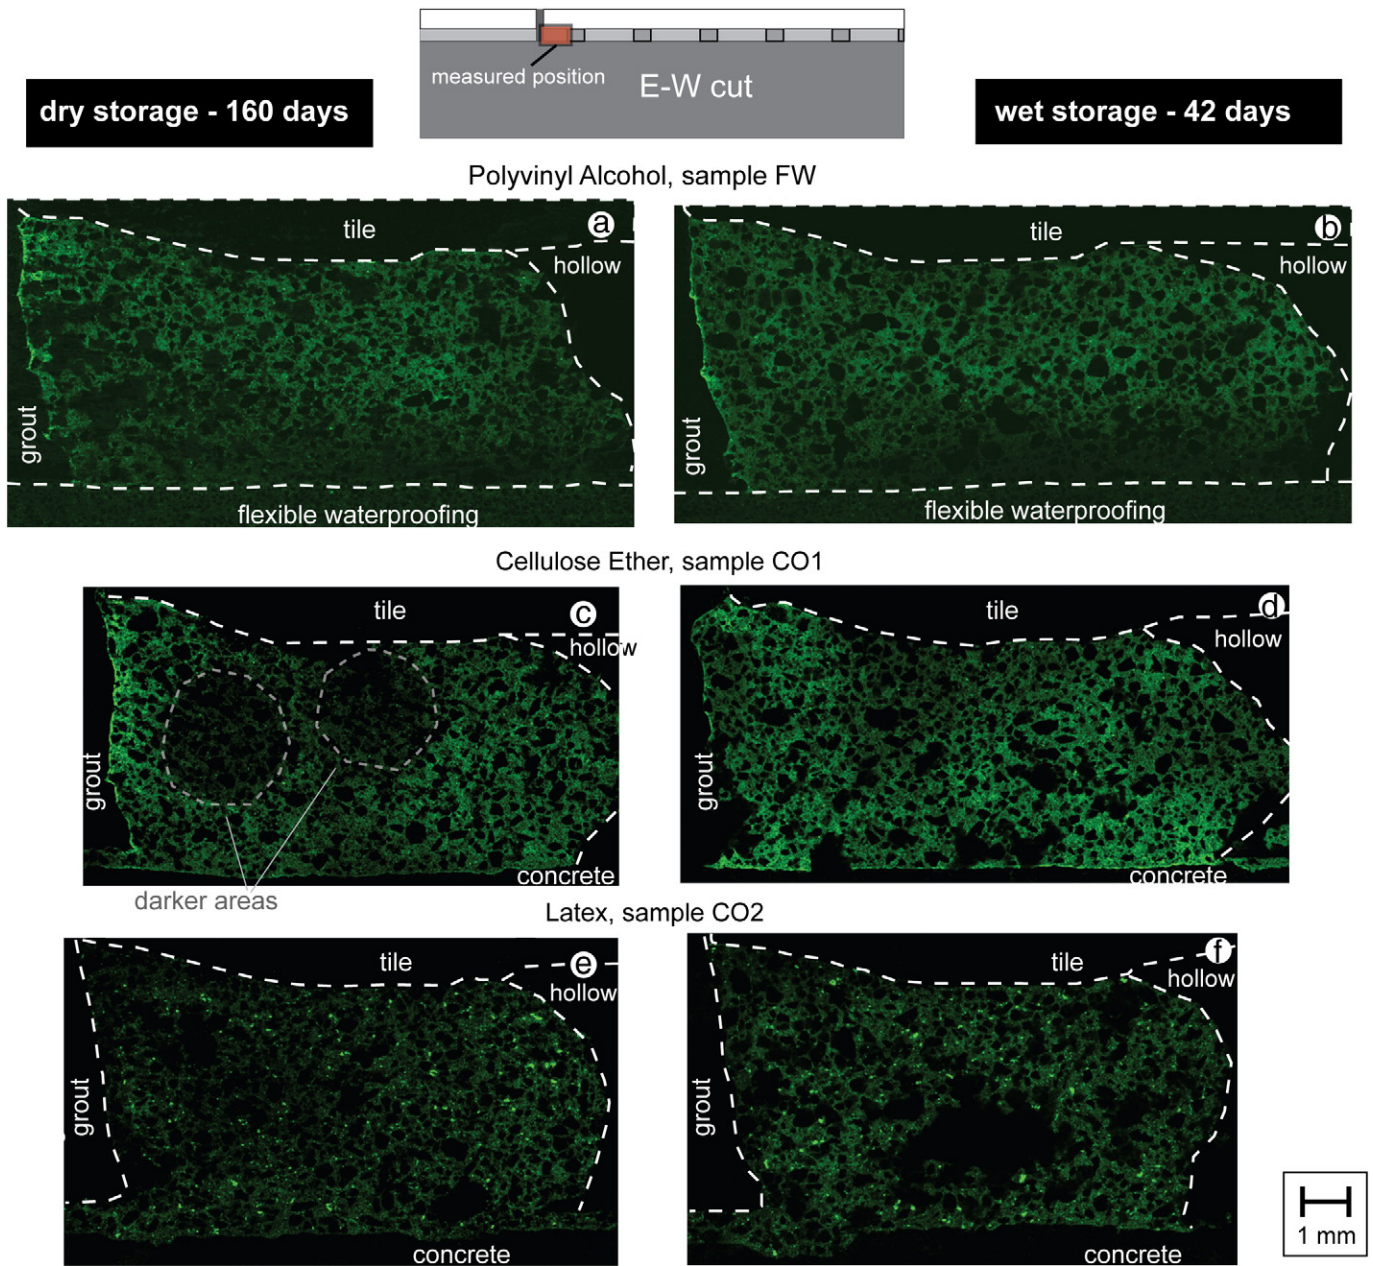 measured position
E-W cut
dry storage - 160 days
wet storage - 42 days
Polyvinyl Alcohol, sample FW
a
tile
hollow
grout
flexible waterproofing
b
tile
hollow
grout
flexible waterproofing
Cellulose Ether, sample CO1
c
tile
hollow
grout
concrete
darker areas
d
tile
hollow
grout
concrete
Latex, sample CO2
e
tile
hollow
grout
concrete
f
tile
hollow
grout
concrete
1 mm